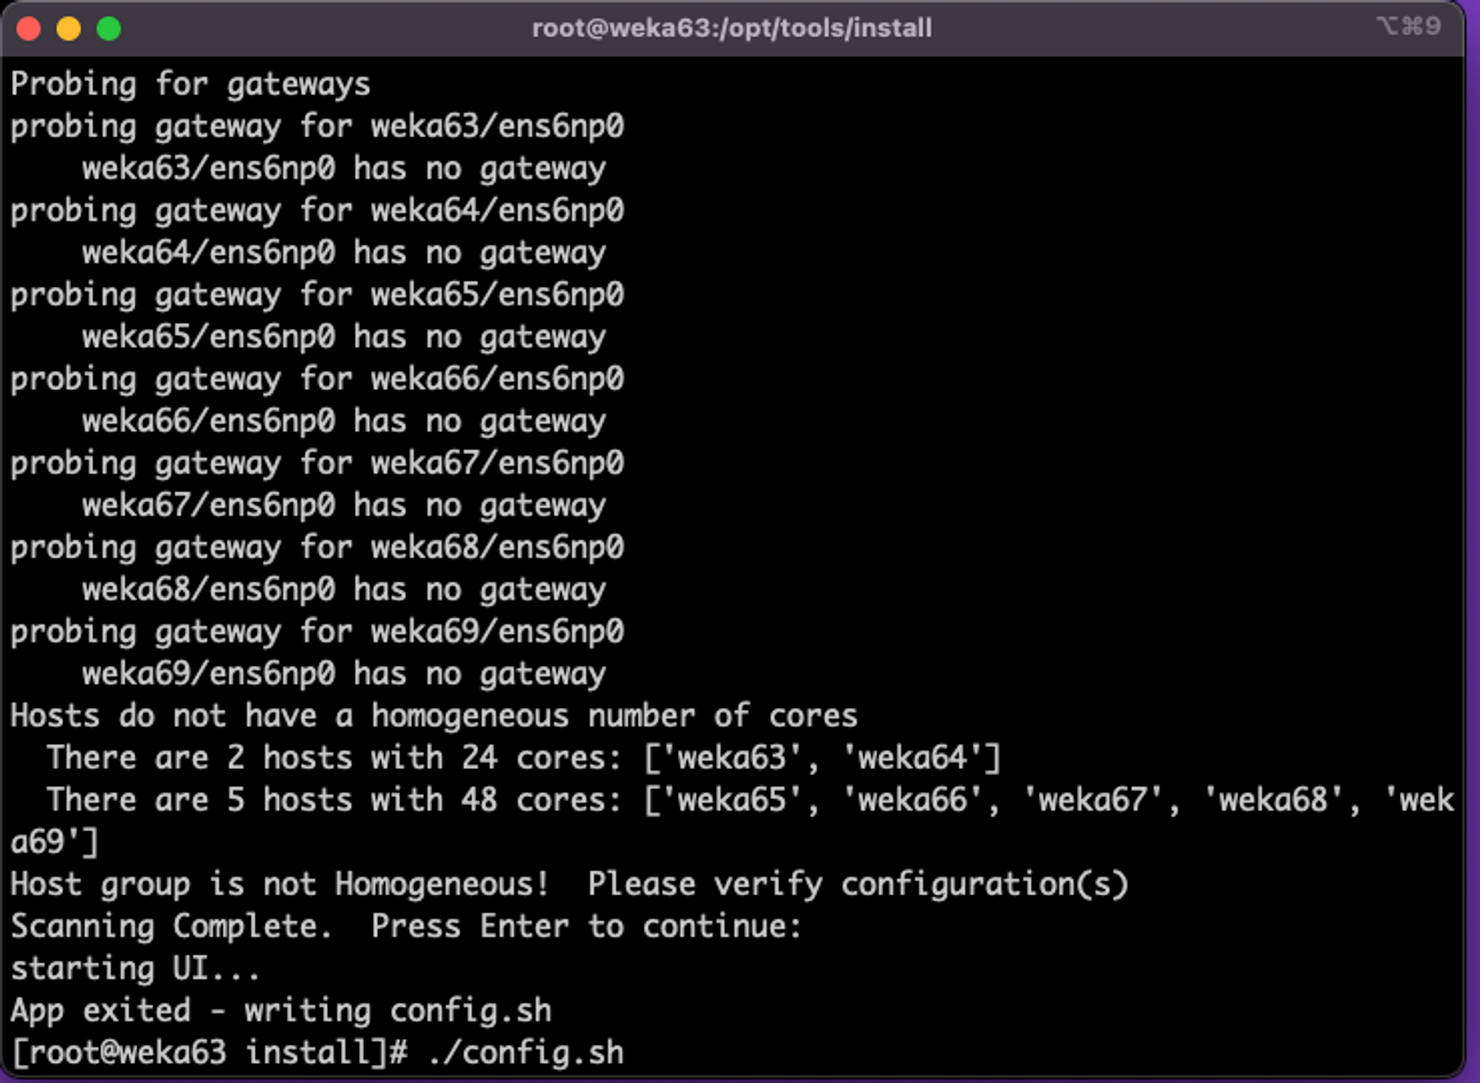 root@weka63:/opt/tools/install
⌥⌘9
Probing for gateways
probing gateway for weka63/ens6np0
    weka63/ens6np0 has no gateway
probing gateway for weka64/ens6np0
    weka64/ens6np0 has no gateway
probing gateway for weka65/ens6np0
    weka65/ens6np0 has no gateway
probing gateway for weka66/ens6np0
    weka66/ens6np0 has no gateway
probing gateway for weka67/ens6np0
    weka67/ens6np0 has no gateway
probing gateway for weka68/ens6np0
    weka68/ens6np0 has no gateway
probing gateway for weka69/ens6np0
    weka69/ens6np0 has no gateway
Hosts do not have a homogeneous number of cores
  There are 2 hosts with 24 cores: ['weka63', 'weka64']
  There are 5 hosts with 48 cores: ['weka65', 'weka66', 'weka67', 'weka68', 'wek
a69']
Host group is not Homogeneous!  Please verify configuration(s)
Scanning Complete.  Press Enter to continue:
starting UI...
App exited - writing config.sh
[root@weka63 install]# ./config.sh